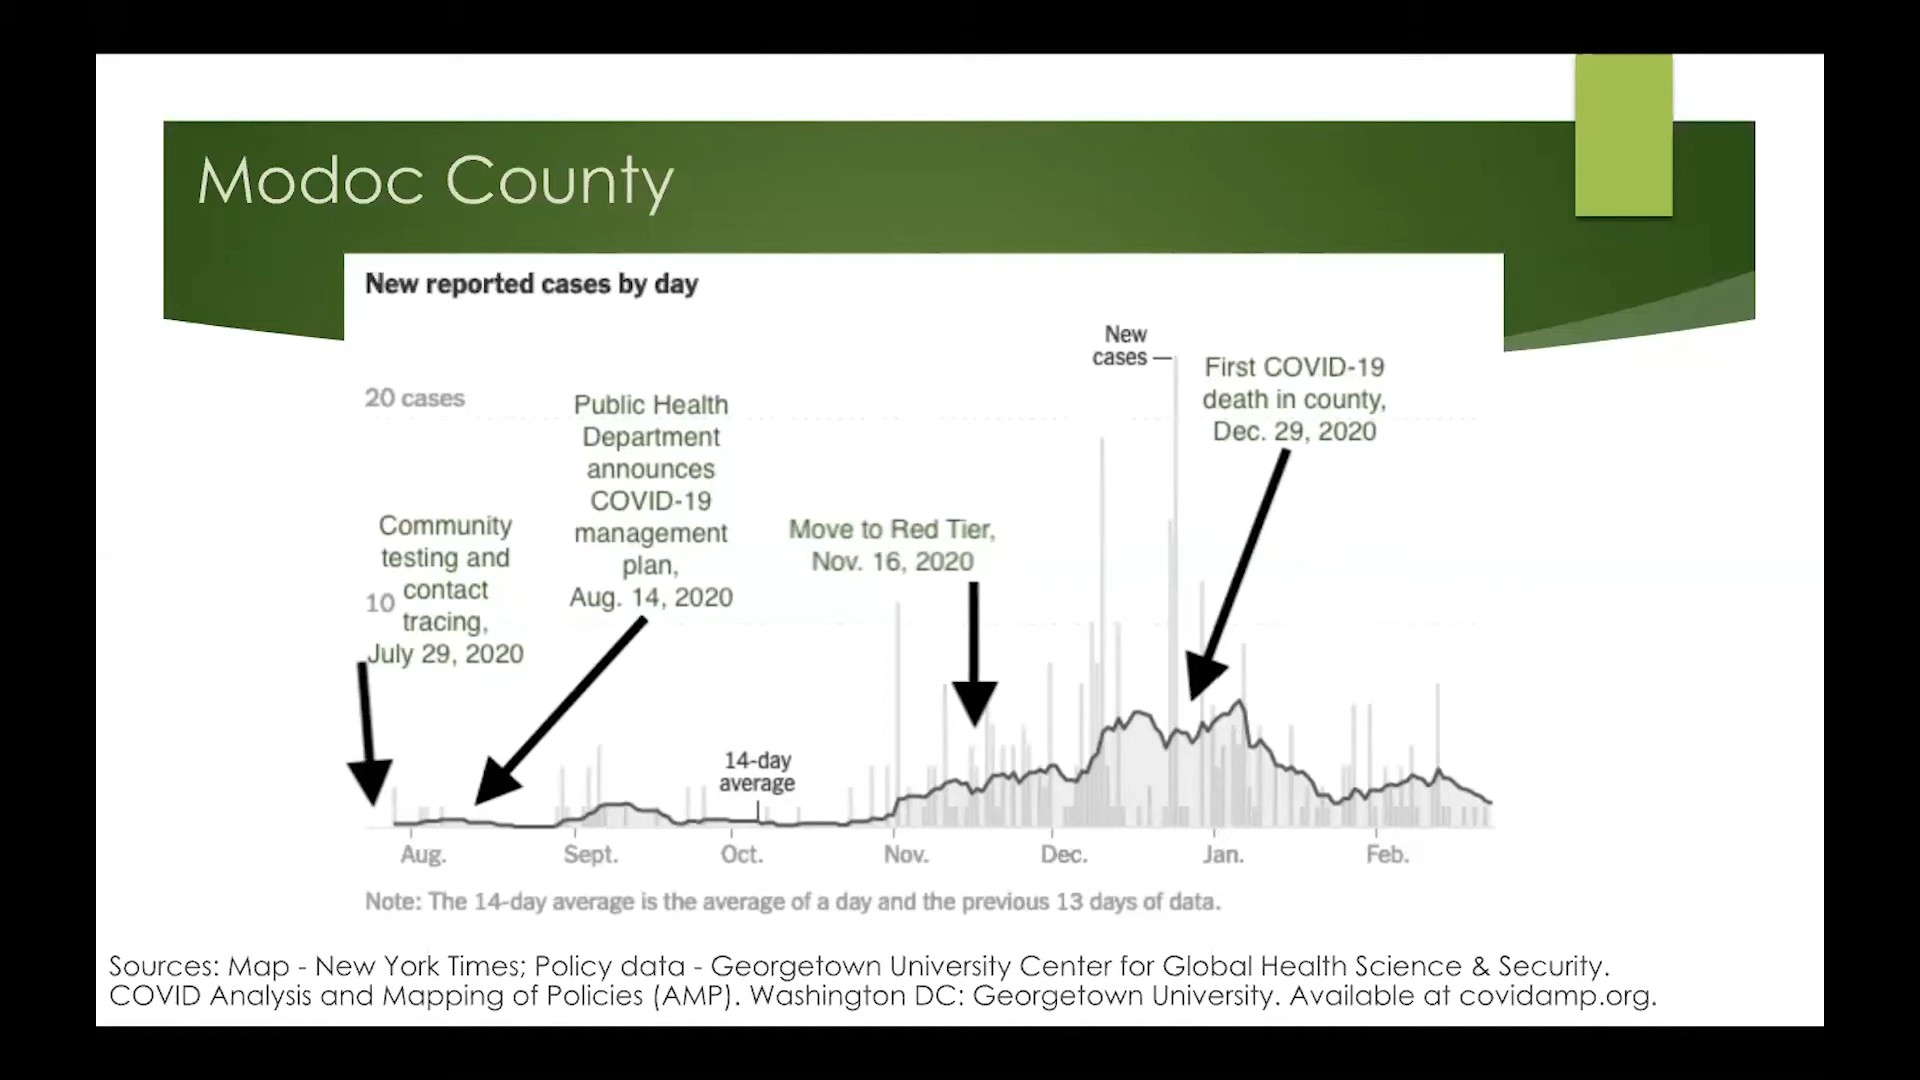 Modoc County
New reported cases by day
New
cases
20 cases
First COVID-19
death in county,
Dec. 29, 2020
Public Health
Department
announces
COVID-19
management
plan,
Aug. 14, 2020
Community
testing and
contact
tracing,
July 29, 2020
10
Move to Red Tier,
Nov. 16, 2020
14-day
average
Aug.
Sept.
Oct.
Nov.
Dec.
Jan.
Feb.
Note: The 14-day average is the average of a day and the previous 13 days of data.
Sources: Map - New York Times; Policy data - Georgetown University Center for Global Health Science & Security.
COVID Analysis and Mapping of Policies (AMP). Washington DC: Georgetown University. Available at covidamp.org.